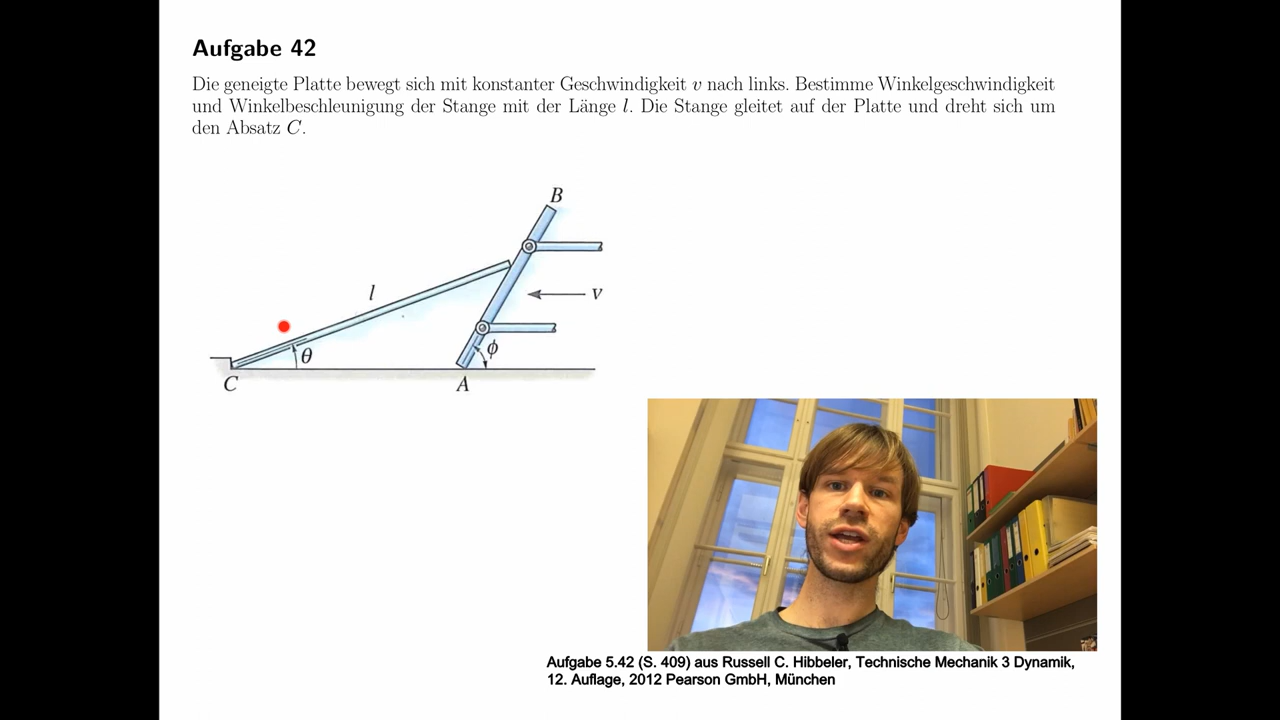 Aufgabe 42
Die geneigte Platte bewegt sich mit konstanter Geschwindigkeit v nach links. Bestimme Winkelgeschwindigkeit
und Winkelbeschleunigung der Stange mit der Länge l. Die Stange gleitet auf der Platte und dreht sich um
den Absatz C.
B
l
v
θ
ϕ
C
A
Aufgabe 5.42 (S. 409) aus Russell C. Hibbeler, Technische Mechanik 3 Dynamik,
12. Auflage, 2012 Pearson GmbH, München